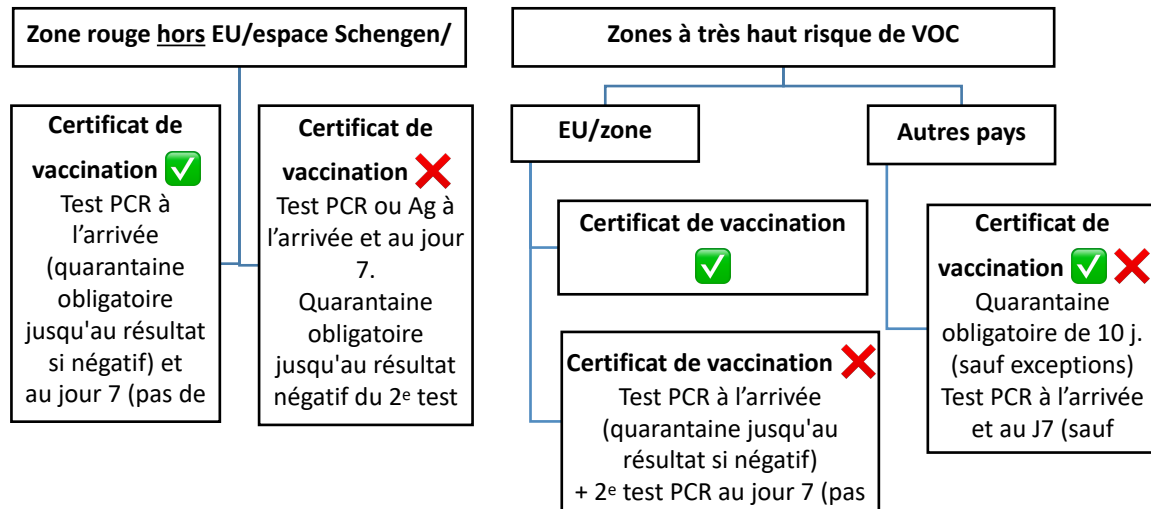 Zone rouge hors EU/espace Schengen/
Certificat de
vaccination ✅
Test PCR à
l’arrivée
(quarantaine
obligatoire
jusqu'au résultat
si négatif) et
au jour 7 (pas de
Certificat de
vaccination ❌
Test PCR ou Ag à
l’arrivée et au jour
7.
Quarantaine
obligatoire
jusqu'au résultat
négatif du 2e test
Zones à très haut risque de VOC
EU/zone
Certificat de vaccination
✅
Certificat de vaccination ❌
Test PCR à l’arrivée
(quarantaine jusqu'au
résultat si négatif)
+ 2e test PCR au jour 7 (pas
Autres pays
Certificat de
vaccination ✅ ❌
Quarantaine
obligatoire de 10 j.
(sauf exceptions)
Test PCR à l’arrivée
et au J7 (sauf